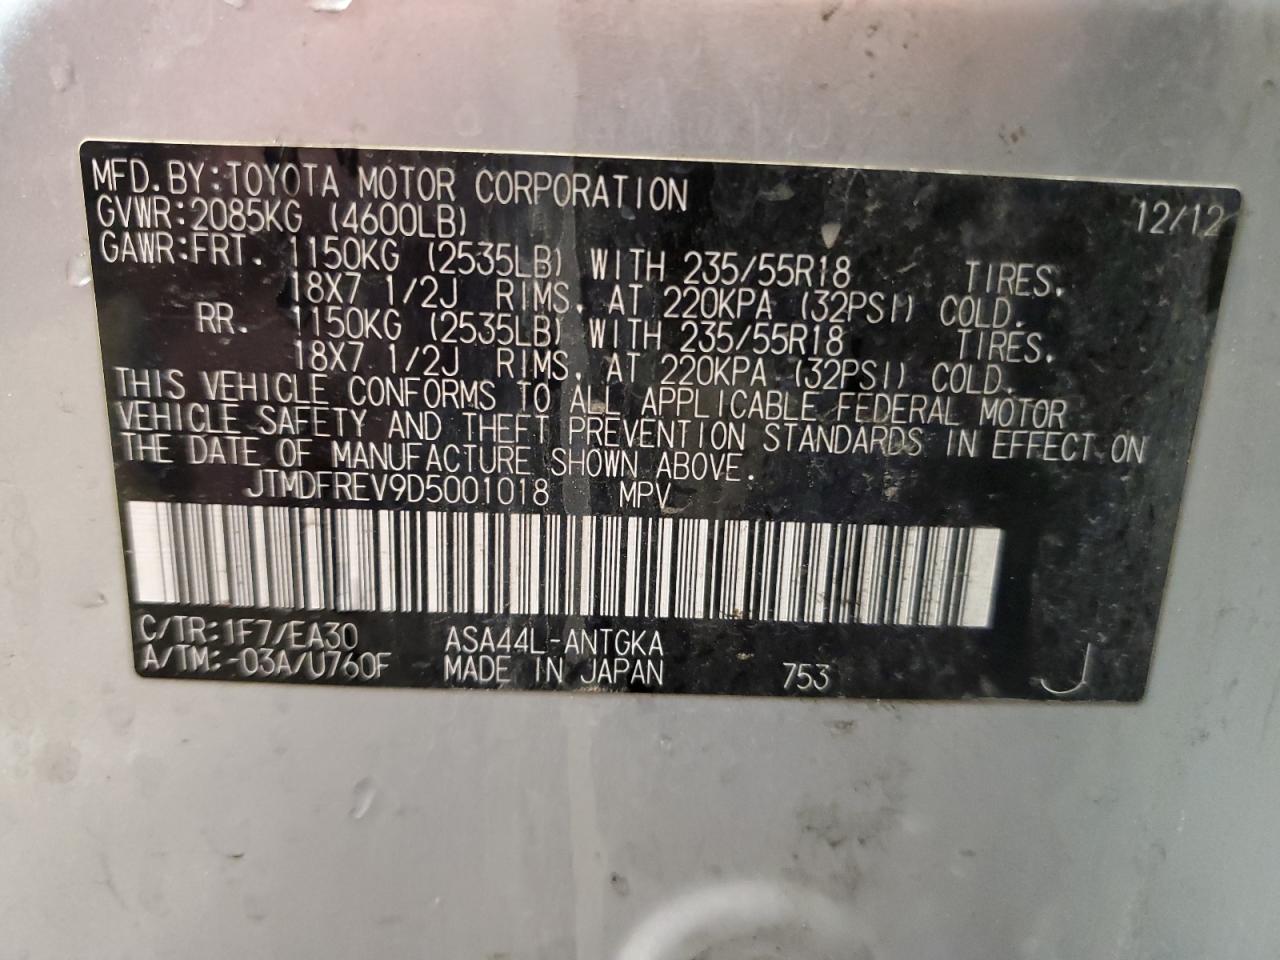 MFD.BY:TOYOTA MOTOR CORPORATION 12/12
GVWR:2085KG (4600LB)
GAWR:FRT. 1150KG (2535LB) WITH 235/55R18 TIRES,
18X7 1/2J RIMS, AT 220KPA (32PSI) COLD.
RR. 1150KG (2535LB) WITH 235/55R18 TIRES,
18X7 1/2J RIMS, AT 220KPA (32PSI) COLD.
THIS VEHICLE CONFORMS TO ALL APPLICABLE FEDERAL MOTOR
VEHICLE SAFETY AND THEFT PREVENTION STANDARDS IN EFFECT ON
THE DATE OF MANUFACTURE SHOWN ABOVE.
JTMDFREV9D5001018 MPV
C/TR:1F7/EA30 ASA44L-ANTGKA
A/TM:-03A/U760F MADE IN JAPAN 753 J